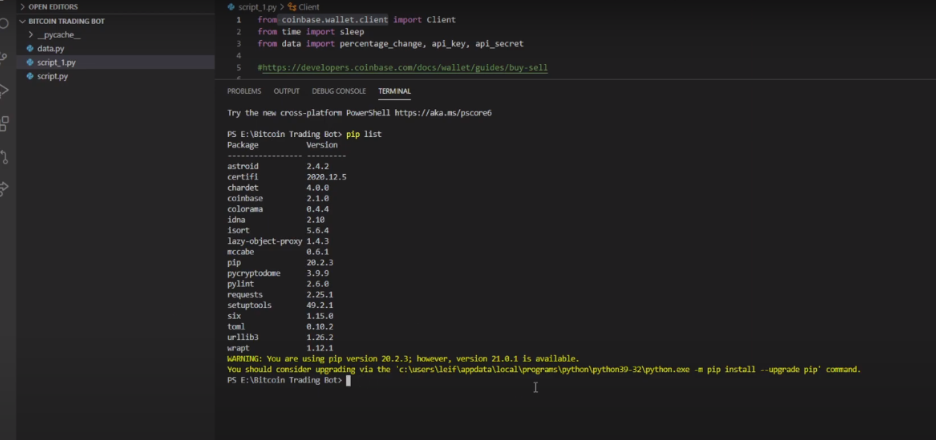 OPEN EDITORS
BITCOIN TRADING BOT
__pycache__
data.py
script_1.py
script.py
script_1.py > Client
1 from coinbase.wallet.client import Client
2 from time import sleep
3 from data import percentage_change, api_key, api_secret
4
5 #https://developers.coinbase.com/docs/wallet/guides/buy-sell
PROBLEMS OUTPUT DEBUG CONSOLE TERMINAL
Try the new cross-platform PowerShell https://aka.ms/pscore6
PS E:\Bitcoin Trading Bot> pip list
Package Version
----------------- ---------
astroid 2.4.2
certifi 2020.12.5
chardet 4.0.0
coinbase 2.1.0
colorama 0.4.4
idna 2.10
isort 5.6.4
lazy-object-proxy 1.4.3
mccabe 0.6.1
pip 20.2.3
pycryptodome 3.9.9
pylint 2.6.0
requests 2.25.1
setuptools 49.2.1
six 1.15.0
toml 0.10.2
urllib3 1.26.2
wrapt 1.12.1
WARNING: You are using pip version 20.2.3; however, version 21.0.1 is available.
You should consider upgrading via the 'c:\users\leif\appdata\local\programs\python\python39-32\python.exe -m pip install --upgrade pip' command.
PS E:\Bitcoin Trading Bot>